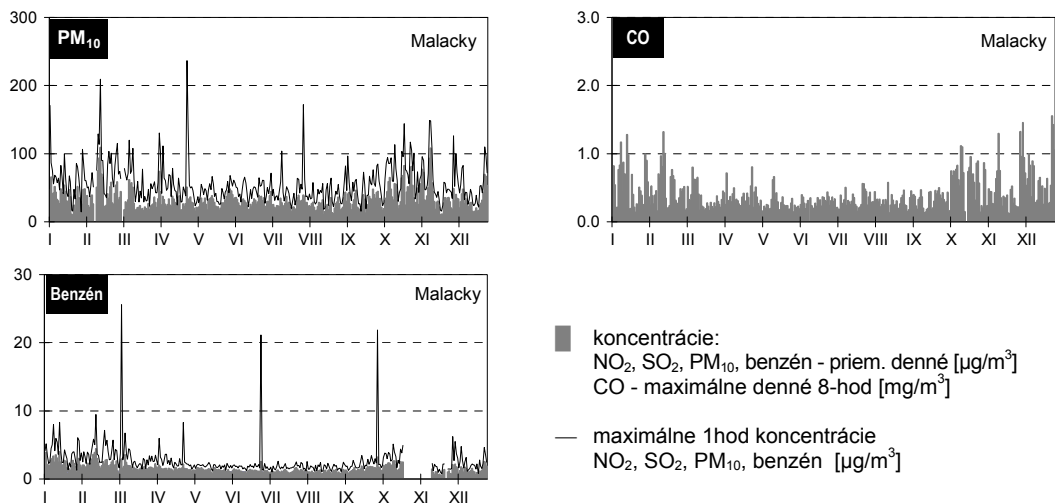 PM₁₀
Malacky
300
200
100
0
I II III IV V VI VII VIII IX X XI XII
CO
Malacky
3.0
2.0
1.0
0.0
I II III IV V VI VII VIII IX X XI XII
Benzén
Malacky
30
20
10
0
I II III IV V VI VII VIII IX X XI XII
koncentrácie:
NO₂, SO₂, PM₁₀, benzén - priem. denné [µg/m³]
CO - maximálne denné 8-hod [mg/m³]
maximálne 1hod koncentrácie
NO₂, SO₂, PM₁₀, benzén [µg/m³]